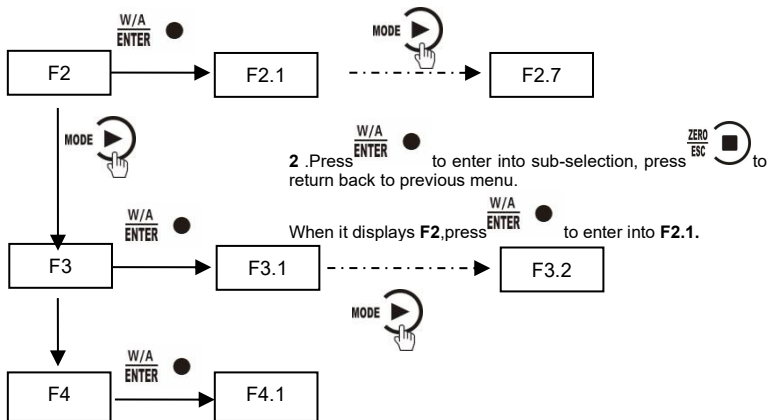 W/A
ENTER
MODE
F2
F2.1
F2.7
MODE
2 .Press W/A ENTER to enter into sub-selection, press ZERO ESC to
return back to previous menu.
When it displays F2,press W/A ENTER to enter into F2.1.
W/A
ENTER
F3
F3.1
F3.2
MODE
W/A
ENTER
F4
F4.1